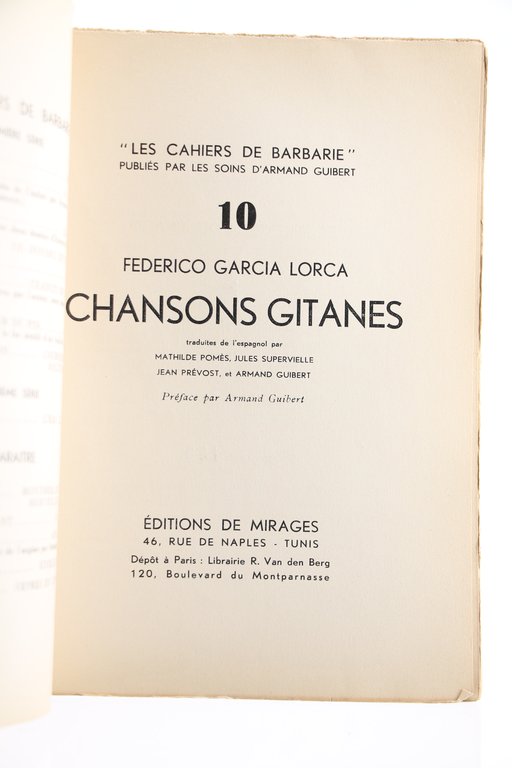 "LES CAHIERS DE BARBARIE"
PUBLIÉS PAR LES SOINS D'ARMAND GUIBERT
10
FEDERICO GARCIA LORCA
CHANSONS GITANES
traduites de l'espagnol par
MATHILDE POMÈS, JULES SUPERVIELLE
JEAN PRÉVOST, et ARMAND GUIBERT
Préface par Armand Guibert
ÉDITIONS DE MIRAGES
46, RUE DE NAPLES - TUNIS
Dépôt à Paris : Librairie R. Van den Berg
120, Boulevard du Montparnasse